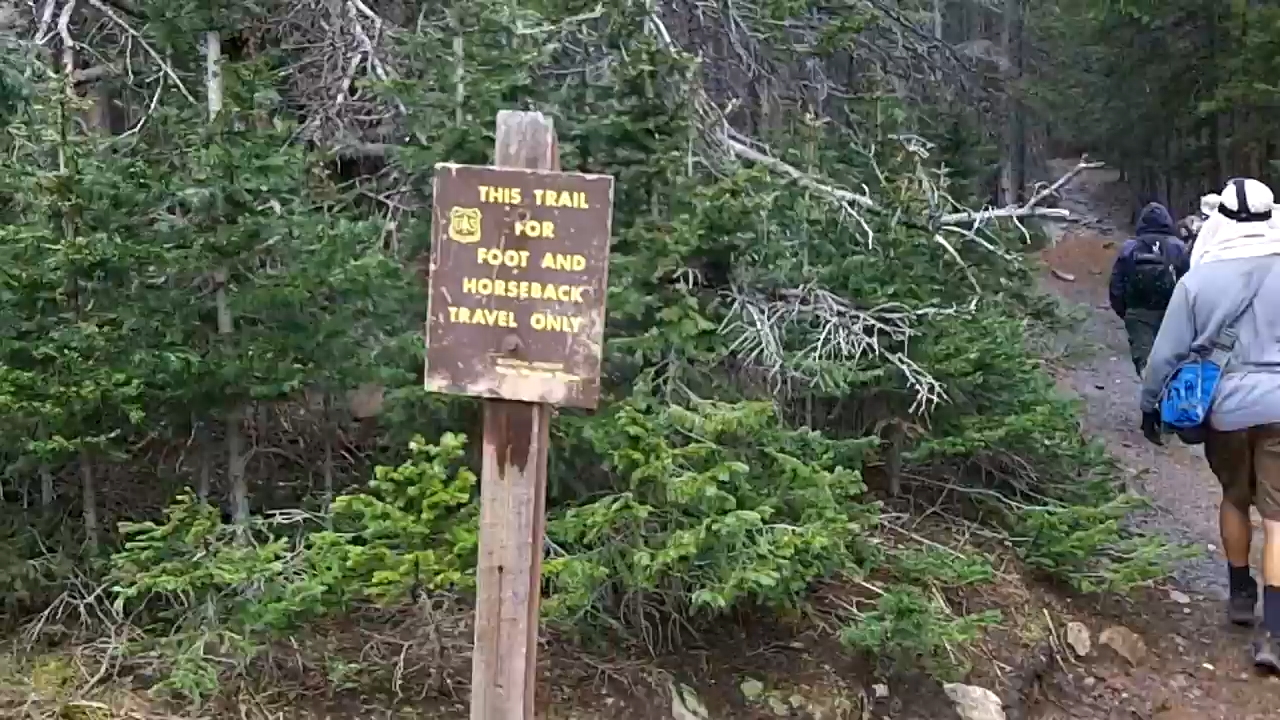 THIS TRAIL
FOR
FOOT AND
HORSEBACK
TRAVEL ONLY